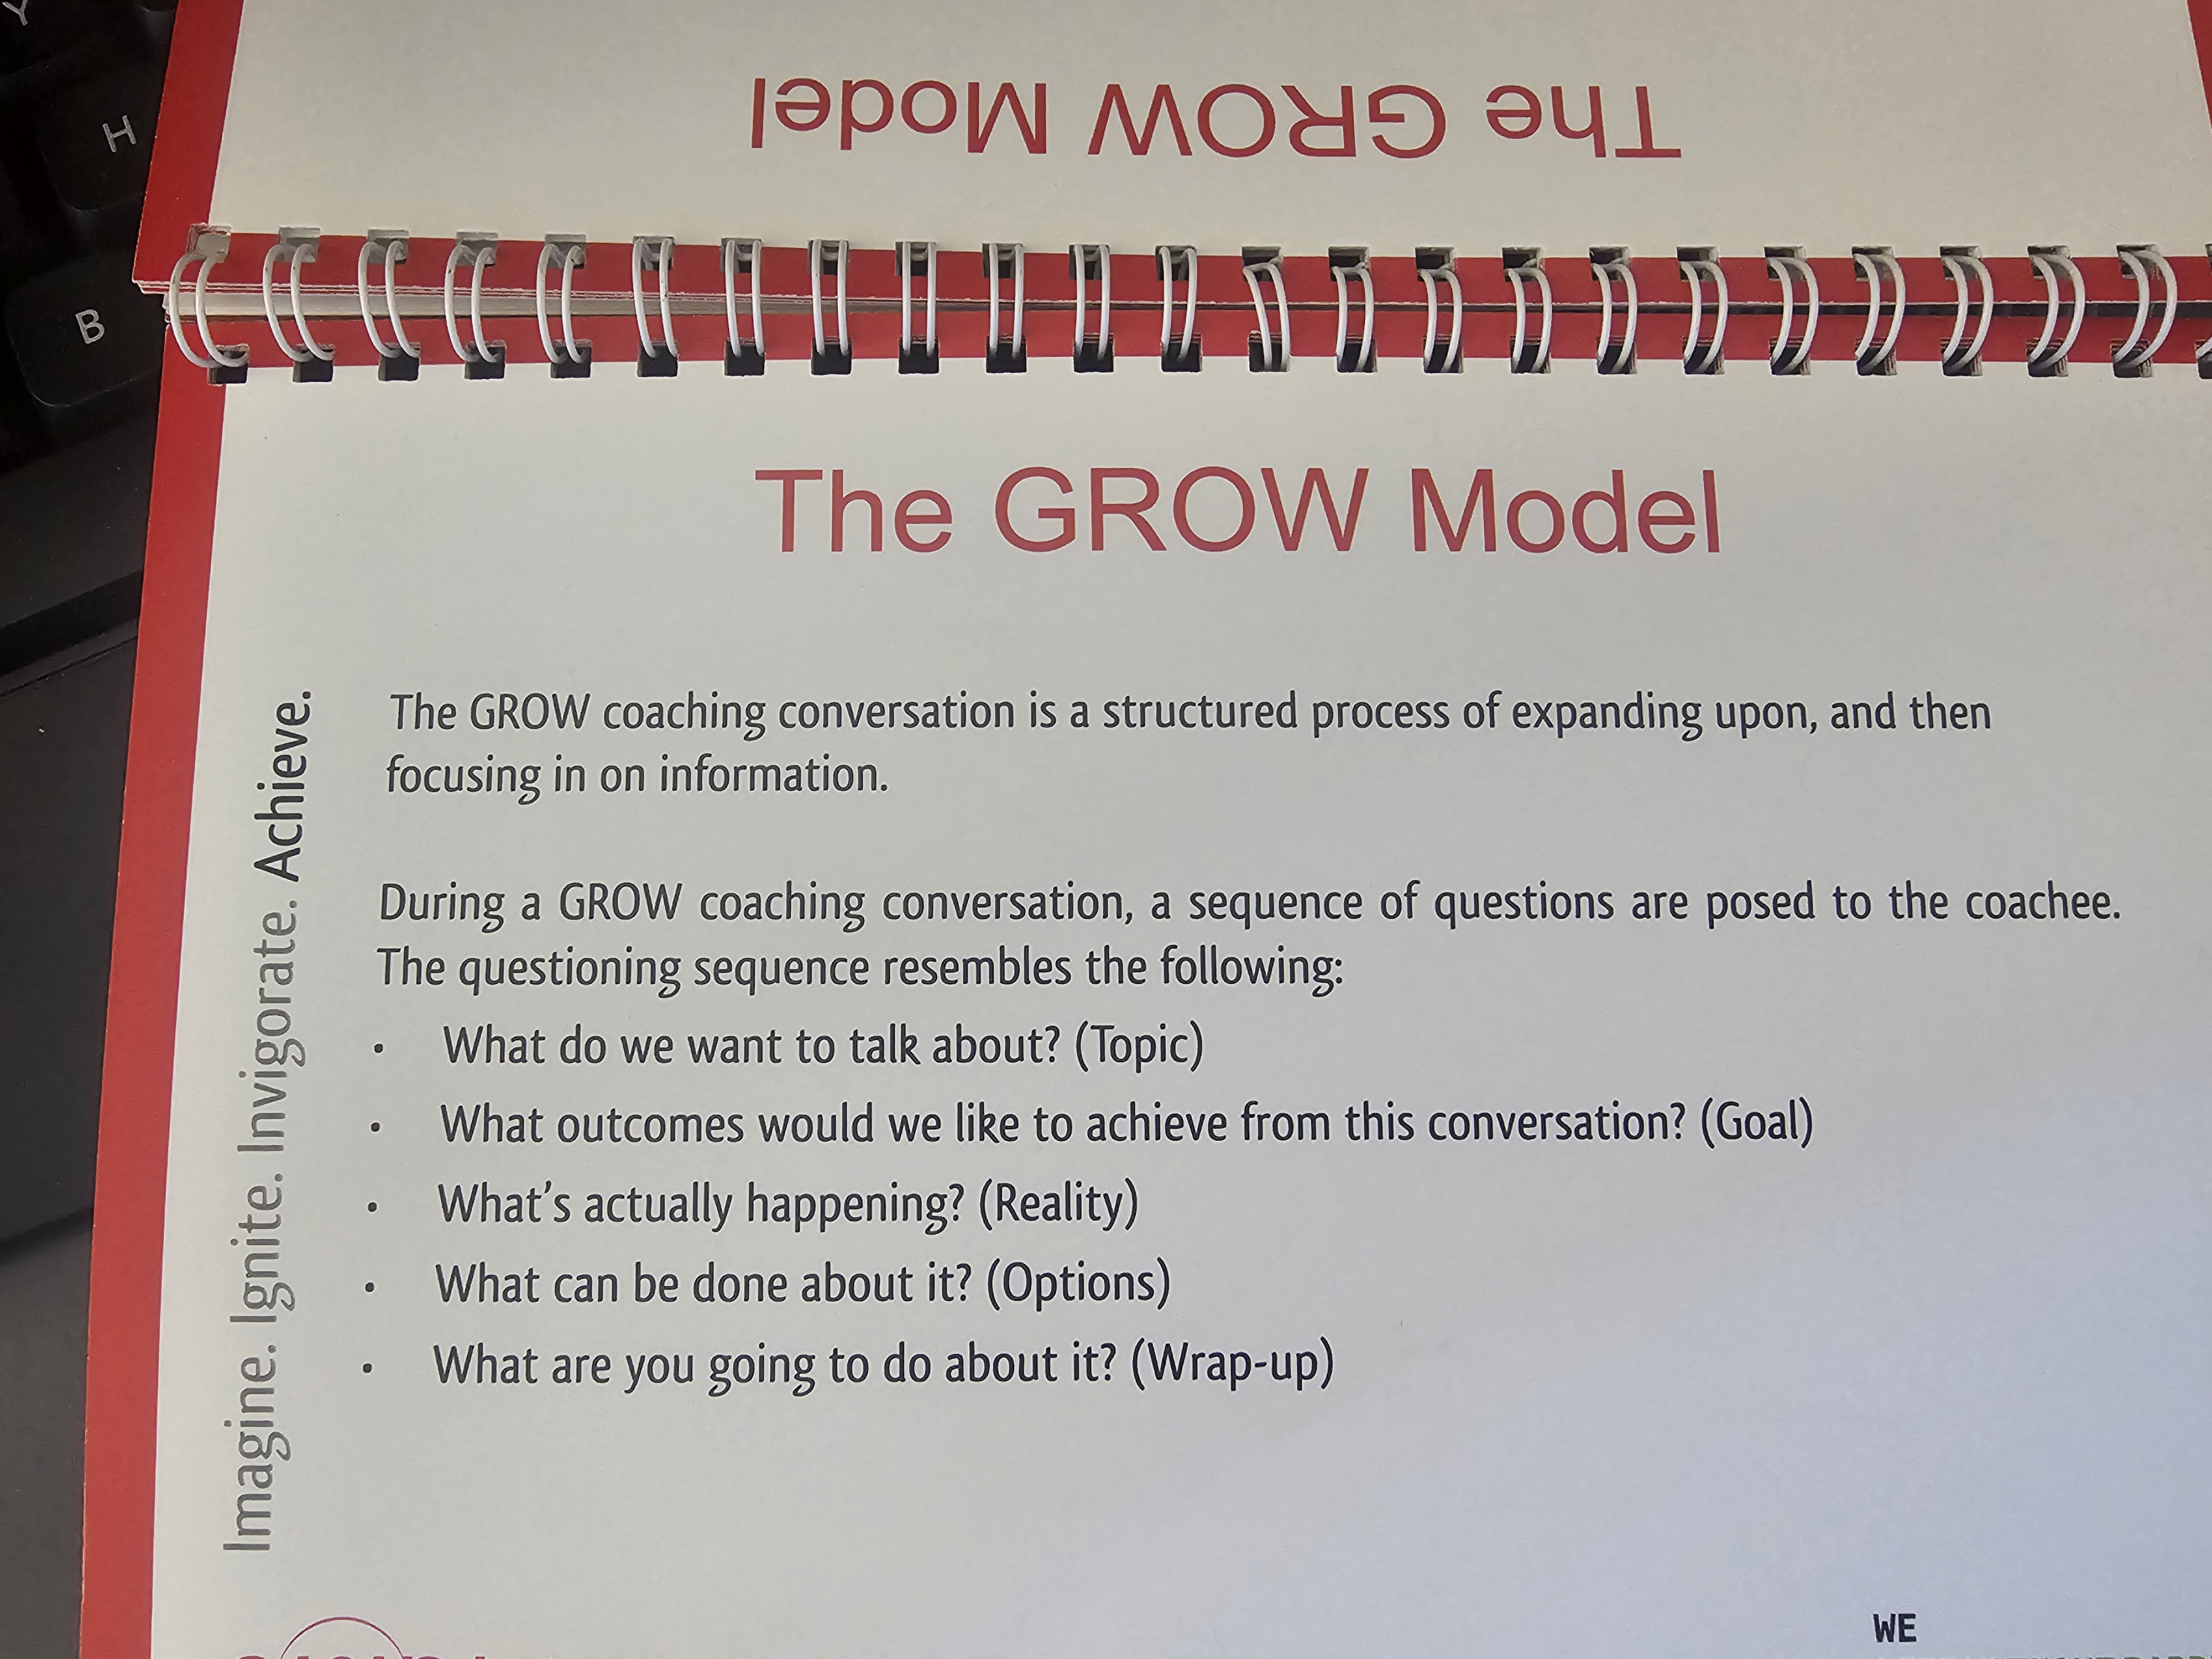 Y
H
B
The GROW Model
The GROW Model
The GROW coaching conversation is a structured process of expanding upon, and then
focusing in on information.
During a GROW coaching conversation, a sequence of questions are posed to the coachee.
The questioning sequence resembles the following:
· What do we want to talk about? (Topic)
· What outcomes would we like to achieve from this conversation? (Goal)
· What's actually happening? (Reality)
· What can be done about it? (Options)
· What are you going to do about it? (Wrap-up)
Imagine. Ignite. Invigorate. Achieve.
WE